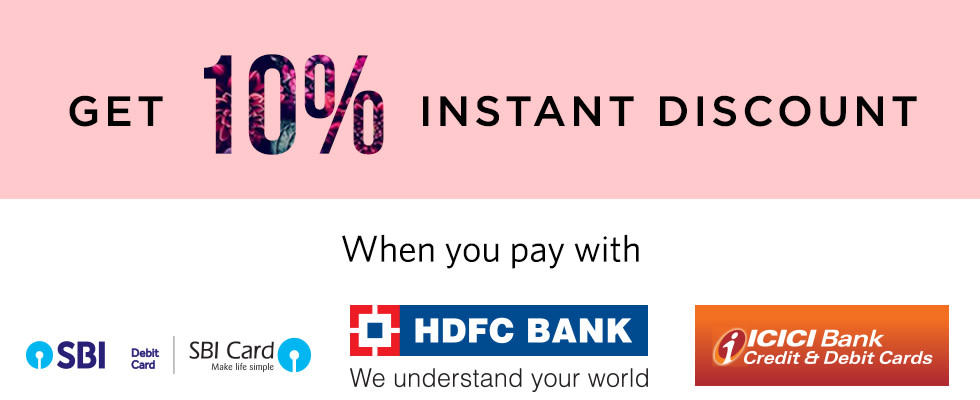 GET 10% INSTANT DISCOUNT
When you pay with
SBI Debit Card
SBI Card
Make life simple
HDFC BANK
We understand your world
ICICI Bank
Credit & Debit Cards